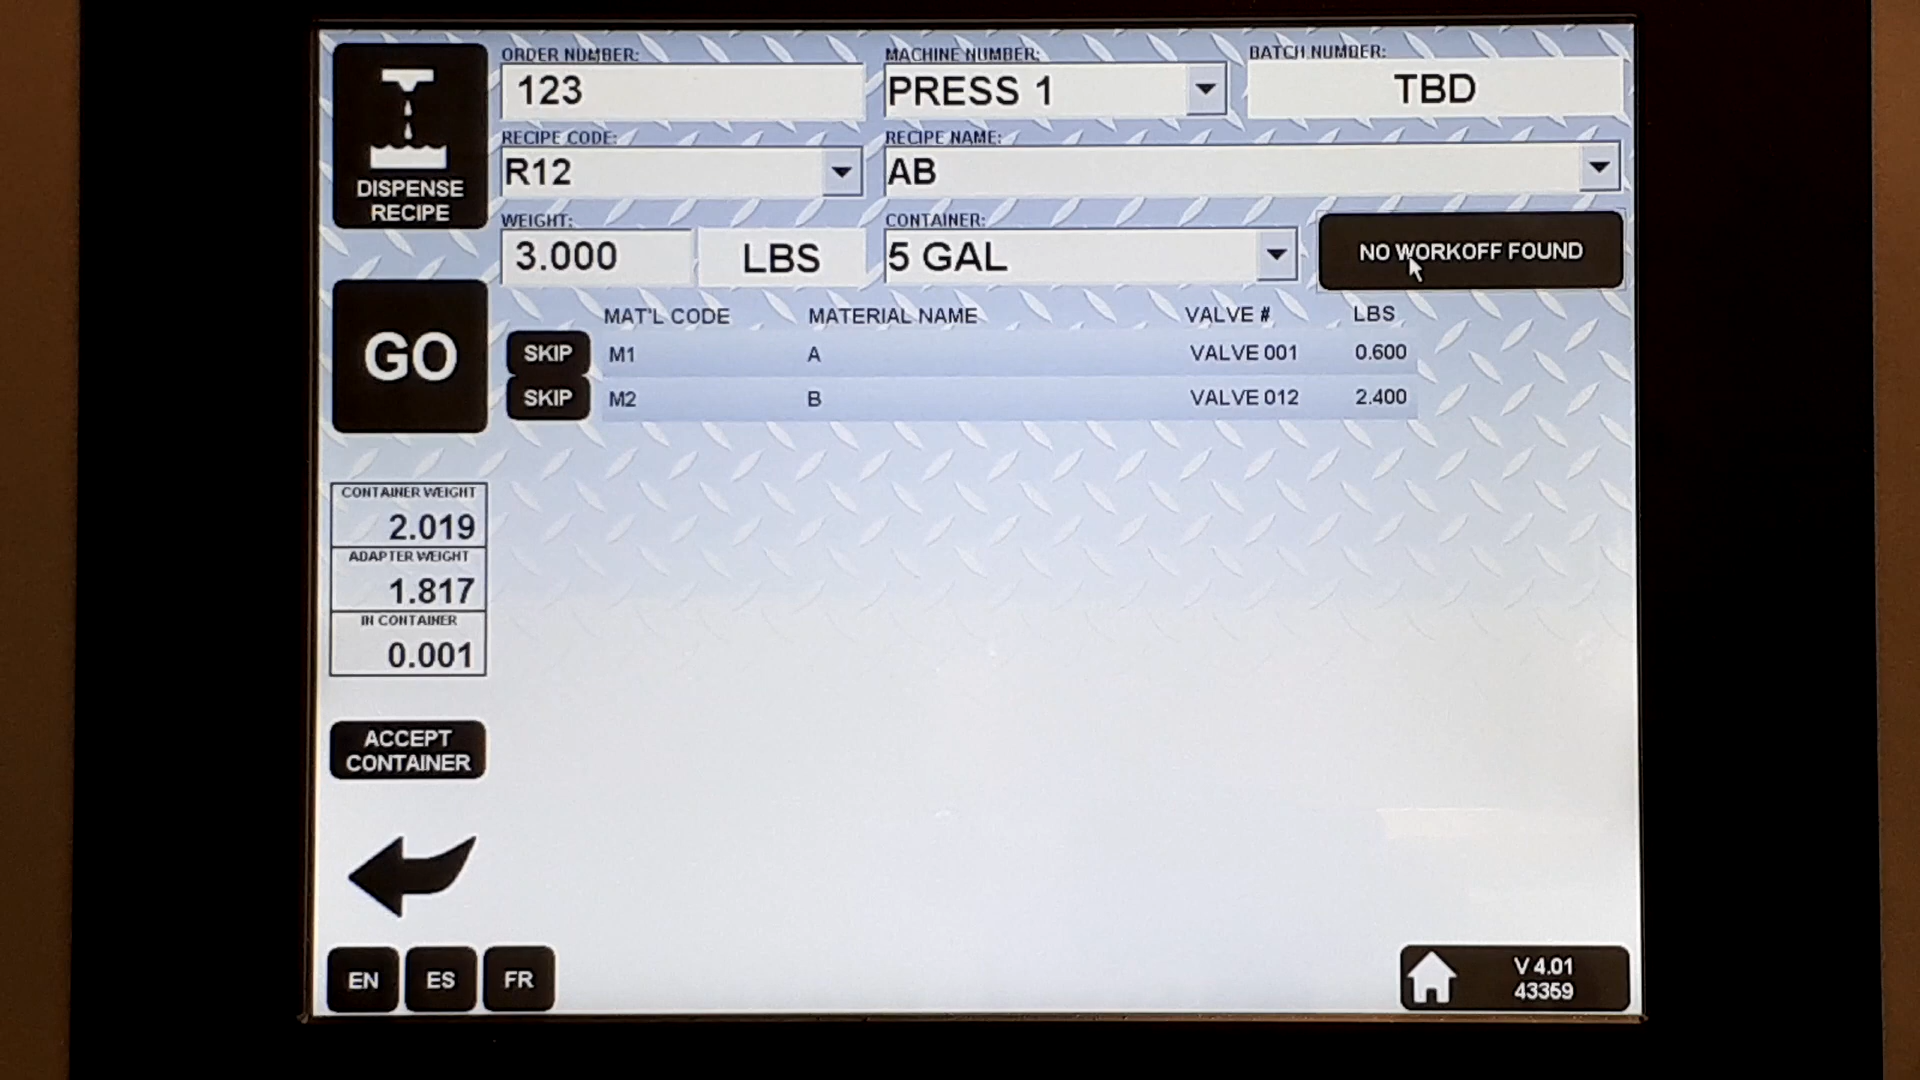 ORDER NUMBER: MACHINE NUMBER: BATCH NUMBER:
123 PRESS 1 TBD
RECIPE CODE: RECIPE NAME:
R12 AB
DISPENSE
RECIPE
WEIGHT: CONTAINER:
3.000 LBS 5 GAL NO WORKOFF FOUND
GO
MAT'L CODE MATERIAL NAME VALVE # LBS
SKIP M1 A VALVE 001 0.600
SKIP M2 B VALVE 012 2.400
CONTAINER WEIGHT
2.019
ADAPTER WEIGHT
1.817
IN CONTAINER
0.001
ACCEPT
CONTAINER
EN ES FR
V 4.01
43359